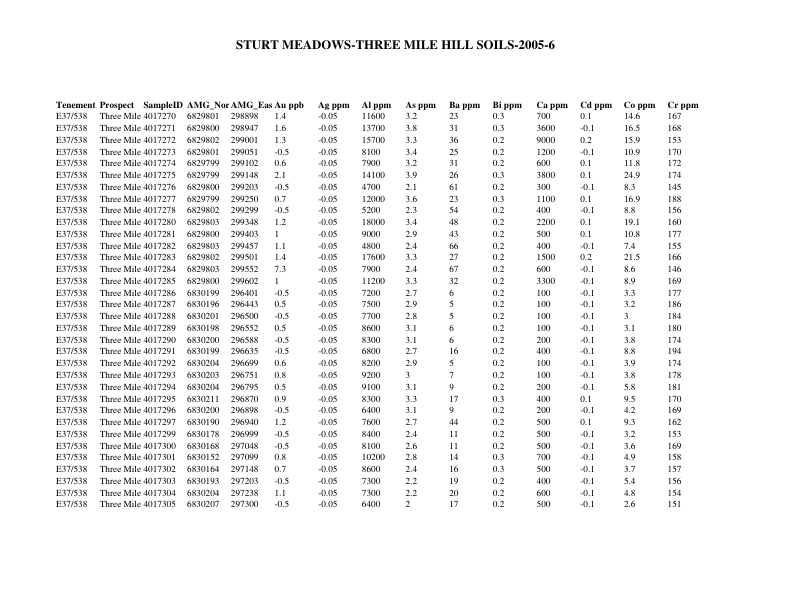 STURT MEADOWS-THREE MILE HILL SOILS-2005-6
Tenement Prospect SampleID AMG_Nor AMG_Eas Au ppb Ag ppm Al ppm As ppm Ba ppm Bi ppm Ca ppm Cd ppm Co ppm Cr ppm
E37/538 Three Mile 4017270 6829801 298898 1.4 -0.05 11600 3.2 23 0.3 700 0.1 14.6 167
E37/538 Three Mile 4017271 6829800 298947 1.6 -0.05 13700 3.8 31 0.3 3600 -0.1 16.5 168
E37/538 Three Mile 4017272 6829802 299001 1.3 -0.05 15700 3.3 36 0.2 9000 0.2 15.9 153
E37/538 Three Mile 4017273 6829801 299051 -0.5 -0.05 8100 3.4 25 0.2 1200 -0.1 10.9 170
E37/538 Three Mile 4017274 6829799 299102 0.6 -0.05 7900 3.2 31 0.2 600 0.1 11.8 172
E37/538 Three Mile 4017275 6829799 299148 2.1 -0.05 14100 3.9 26 0.3 3800 0.1 24.9 174
E37/538 Three Mile 4017276 6829800 299203 -0.5 -0.05 4700 2.1 61 0.2 300 -0.1 8.3 145
E37/538 Three Mile 4017277 6829799 299250 0.7 -0.05 12000 3.6 23 0.3 1100 0.1 16.9 188
E37/538 Three Mile 4017278 6829802 299299 -0.5 -0.05 5200 2.3 54 0.2 400 -0.1 8.8 156
E37/538 Three Mile 4017280 6829803 299348 1.2 -0.05 18000 3.4 48 0.2 2200 0.1 19.1 160
E37/538 Three Mile 4017281 6829800 299403 1 -0.05 9000 2.9 43 0.2 500 0.1 10.8 177
E37/538 Three Mile 4017282 6829803 299457 1.1 -0.05 4800 2.4 66 0.2 400 -0.1 7.4 155
E37/538 Three Mile 4017283 6829802 299501 1.4 -0.05 17600 3.3 27 0.2 1500 0.2 21.5 166
E37/538 Three Mile 4017284 6829803 299552 7.3 -0.05 7900 2.4 67 0.2 600 -0.1 8.6 146
E37/538 Three Mile 4017285 6829800 299602 1 -0.05 11200 3.3 32 0.2 3300 -0.1 8.9 169
E37/538 Three Mile 4017286 6830199 296401 -0.5 -0.05 7200 2.7 6 0.2 100 -0.1 3.3 177
E37/538 Three Mile 4017287 6830196 296443 0.5 -0.05 7500 2.9 5 0.2 100 -0.1 3.2 186
E37/538 Three Mile 4017288 6830201 296500 -0.5 -0.05 7700 2.8 5 0.2 100 -0.1 3 184
E37/538 Three Mile 4017289 6830198 296552 0.5 -0.05 8600 3.1 6 0.2 100 -0.1 3.1 180
E37/538 Three Mile 4017290 6830200 296588 -0.5 -0.05 8300 3.1 6 0.2 200 -0.1 3.8 174
E37/538 Three Mile 4017291 6830199 296635 -0.5 -0.05 6800 2.7 16 0.2 400 -0.1 8.8 194
E37/538 Three Mile 4017292 6830204 296699 0.6 -0.05 8200 2.9 5 0.2 100 -0.1 3.9 174
E37/538 Three Mile 4017293 6830203 296751 0.8 -0.05 9200 3 7 0.2 100 -0.1 3.8 178
E37/538 Three Mile 4017294 6830204 296795 0.5 -0.05 9100 3.1 9 0.2 200 -0.1 5.8 181
E37/538 Three Mile 4017295 6830211 296870 0.9 -0.05 8300 3.3 17 0.3 400 0.1 9.5 170
E37/538 Three Mile 4017296 6830200 296898 -0.5 -0.05 6400 3.1 9 0.2 200 -0.1 4.2 169
E37/538 Three Mile 4017297 6830190 296940 1.2 -0.05 7600 2.7 44 0.2 500 0.1 9.3 162
E37/538 Three Mile 4017299 6830178 296999 -0.5 -0.05 8400 2.4 11 0.2 500 -0.1 3.2 153
E37/538 Three Mile 4017300 6830168 297048 -0.5 -0.05 8100 2.6 11 0.2 500 -0.1 3.6 169
E37/538 Three Mile 4017301 6830152 297099 0.8 -0.05 10200 2.8 14 0.3 700 -0.1 4.9 158
E37/538 Three Mile 4017302 6830164 297148 0.7 -0.05 8600 2.4 16 0.3 500 -0.1 3.7 157
E37/538 Three Mile 4017303 6830193 297203 -0.5 -0.05 7300 2.2 19 0.2 400 -0.1 5.4 156
E37/538 Three Mile 4017304 6830204 297238 1.1 -0.05 7300 2.2 20 0.2 600 -0.1 4.8 154
E37/538 Three Mile 4017305 6830207 297300 -0.5 -0.05 6400 2 17 0.2 500 -0.1 2.6 151